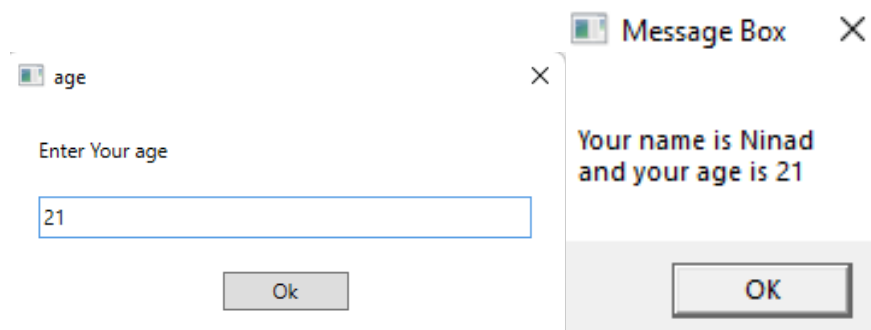 age
Enter Your age
21
Ok
Message Box
Your name is Ninad
and your age is 21
OK